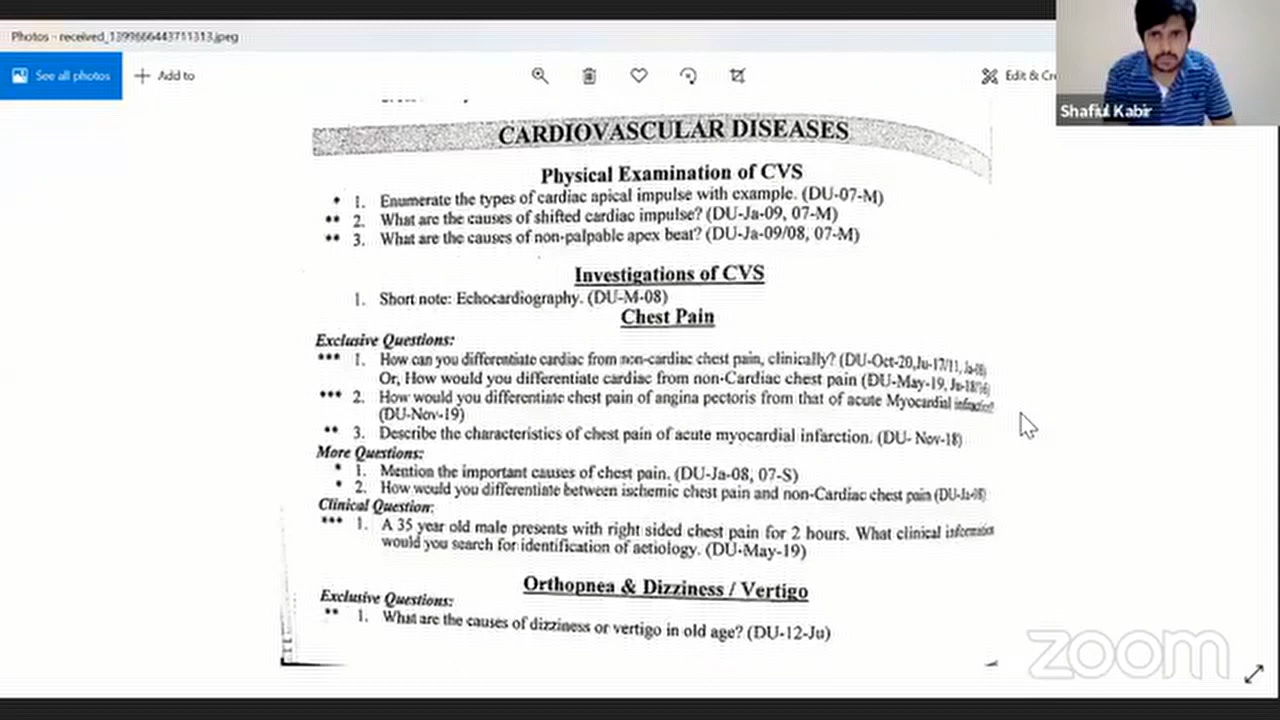 Photos - received_1399666443711313.jpeg
See all photos
Add to
Edit & Cr
Shafiul Kabir
CARDIOVASCULAR DISEASES
Physical Examination of CVS
* 1. Enumerate the types of cardiac apical impulse with example. (DU-07-M)
** 2. What are the causes of shifted cardiac impulse? (DU-Ja-09, 07-M)
** 3. What are the causes of non-palpable apex beat? (DU-Ja-09/08, 07-M)
Investigations of CVS
1. Short note: Echocardiography. (DU-M-08)
Chest Pain
Exclusive Questions:
*** 1. How can you differentiate cardiac from non-cardiac chest pain, clinically? (DU-Oct-20,Ju-17/11, Ja-08)
Or, How would you differentiate cardiac from non-Cardiac chest pain (DU-May-19, Ju-18/16)
*** 2. How would you differentiate chest pain of angina pectoris from that of acute Myocardial infarction?
(DU-Nov-19)
** 3. Describe the characteristics of chest pain of acute myocardial infarction. (DU- Nov-18)
More Questions:
* 1. Mention the important causes of chest pain. (DU-Ja-08, 07-S)
* 2. How would you differentiate between ischemic chest pain and non-Cardiac chest pain (DU-Ja-08)
Clinical Question:
*** 1. A 35 year old male presents with right sided chest pain for 2 hours. What clinical information
would you search for identification of aetiology. (DU-May-19)
Orthopnea & Dizziness / Vertigo
Exclusive Questions:
** 1. What are the causes of dizziness or vertigo in old age? (DU-12-Ju)
zoom